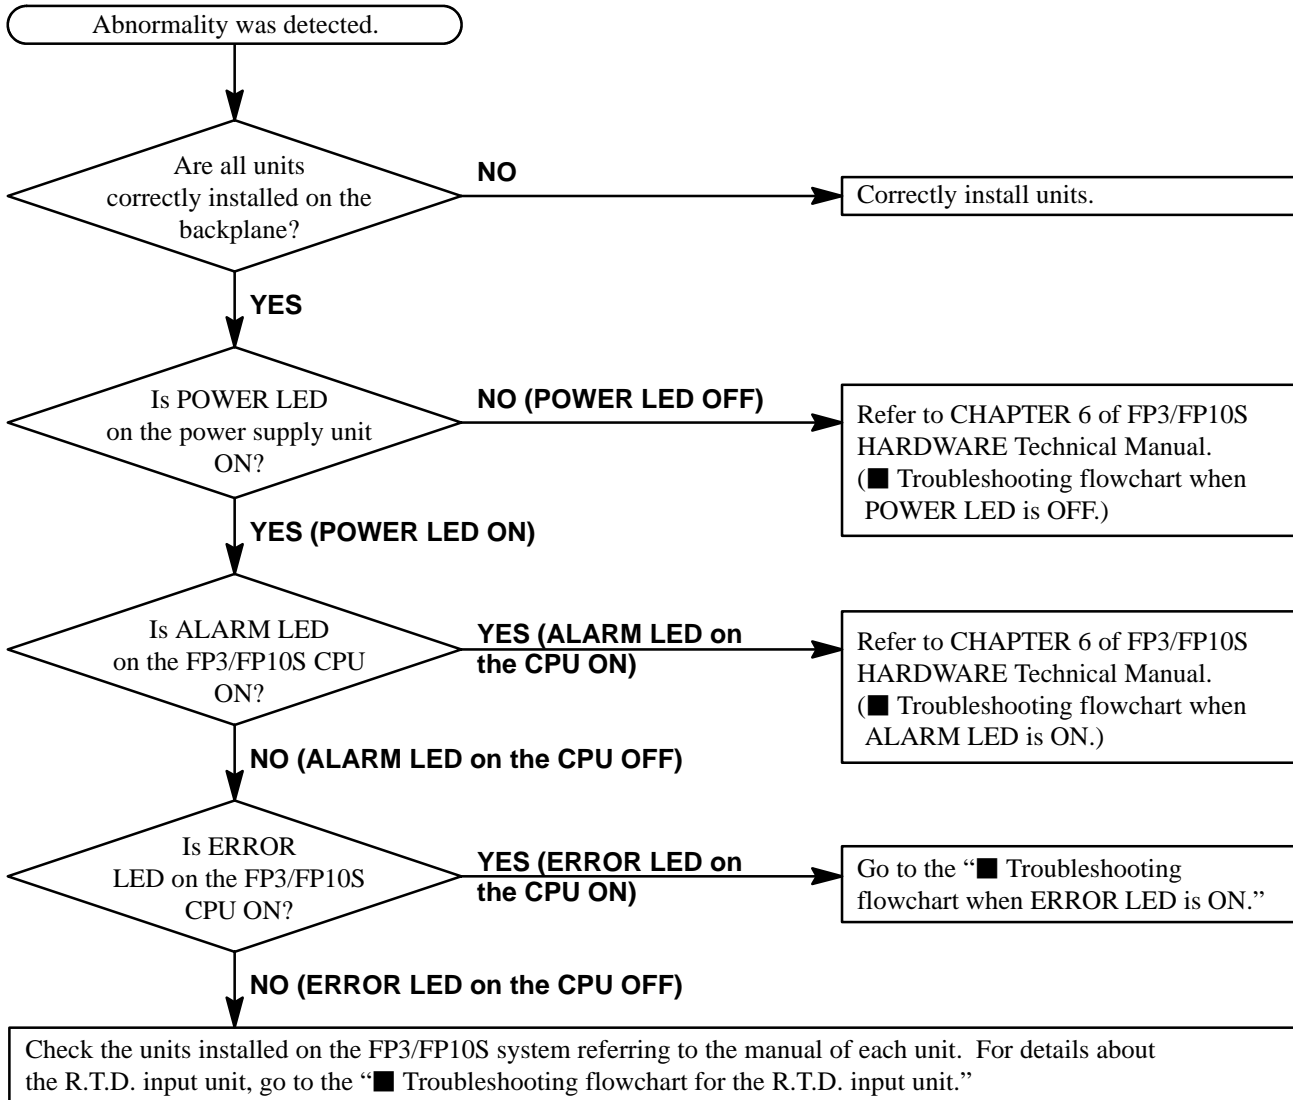 Abnormality was detected.
Are all units
correctly installed on the
backplane?
NO
Correctly install units.
YES
Is POWER LED
on the power supply unit
ON?
NO (POWER LED OFF)
Refer to CHAPTER 6 of FP3/FP10S
HARDWARE Technical Manual.
(■ Troubleshooting flowchart when
POWER LED is OFF.)
YES (POWER LED ON)
Is ALARM LED
on the FP3/FP10S CPU
ON?
YES (ALARM LED on
the CPU ON)
Refer to CHAPTER 6 of FP3/FP10S
HARDWARE Technical Manual.
(■ Troubleshooting flowchart when
ALARM LED is ON.)
NO (ALARM LED on the CPU OFF)
Is ERROR
LED on the FP3/FP10S
CPU ON?
YES (ERROR LED on
the CPU ON)
Go to the “■ Troubleshooting
flowchart when ERROR LED is ON.”
NO (ERROR LED on the CPU OFF)
Check the units installed on the FP3/FP10S system referring to the manual of each unit.  For details about
the R.T.D. input unit, go to the “■ Troubleshooting flowchart for the R.T.D. input unit.”